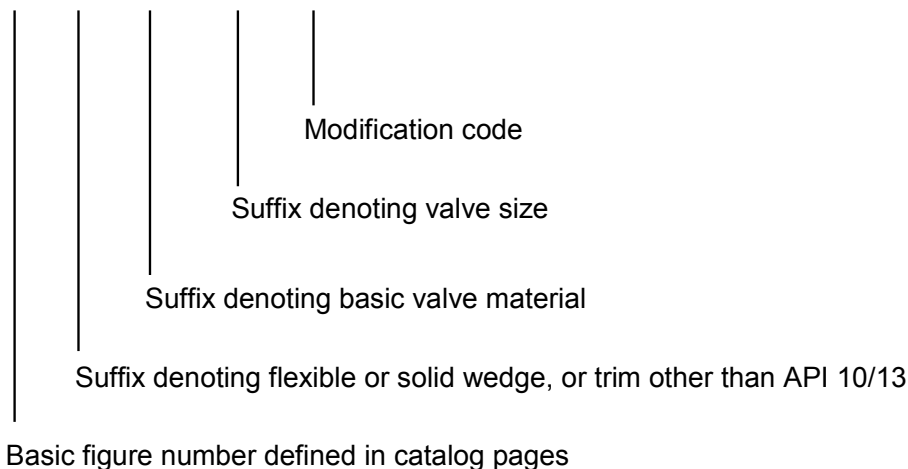 Modification code
Suffix denoting valve size
Suffix denoting basic valve material
Suffix denoting flexible or solid wedge, or trim other than API 10/13
Basic figure number defined in catalog pages